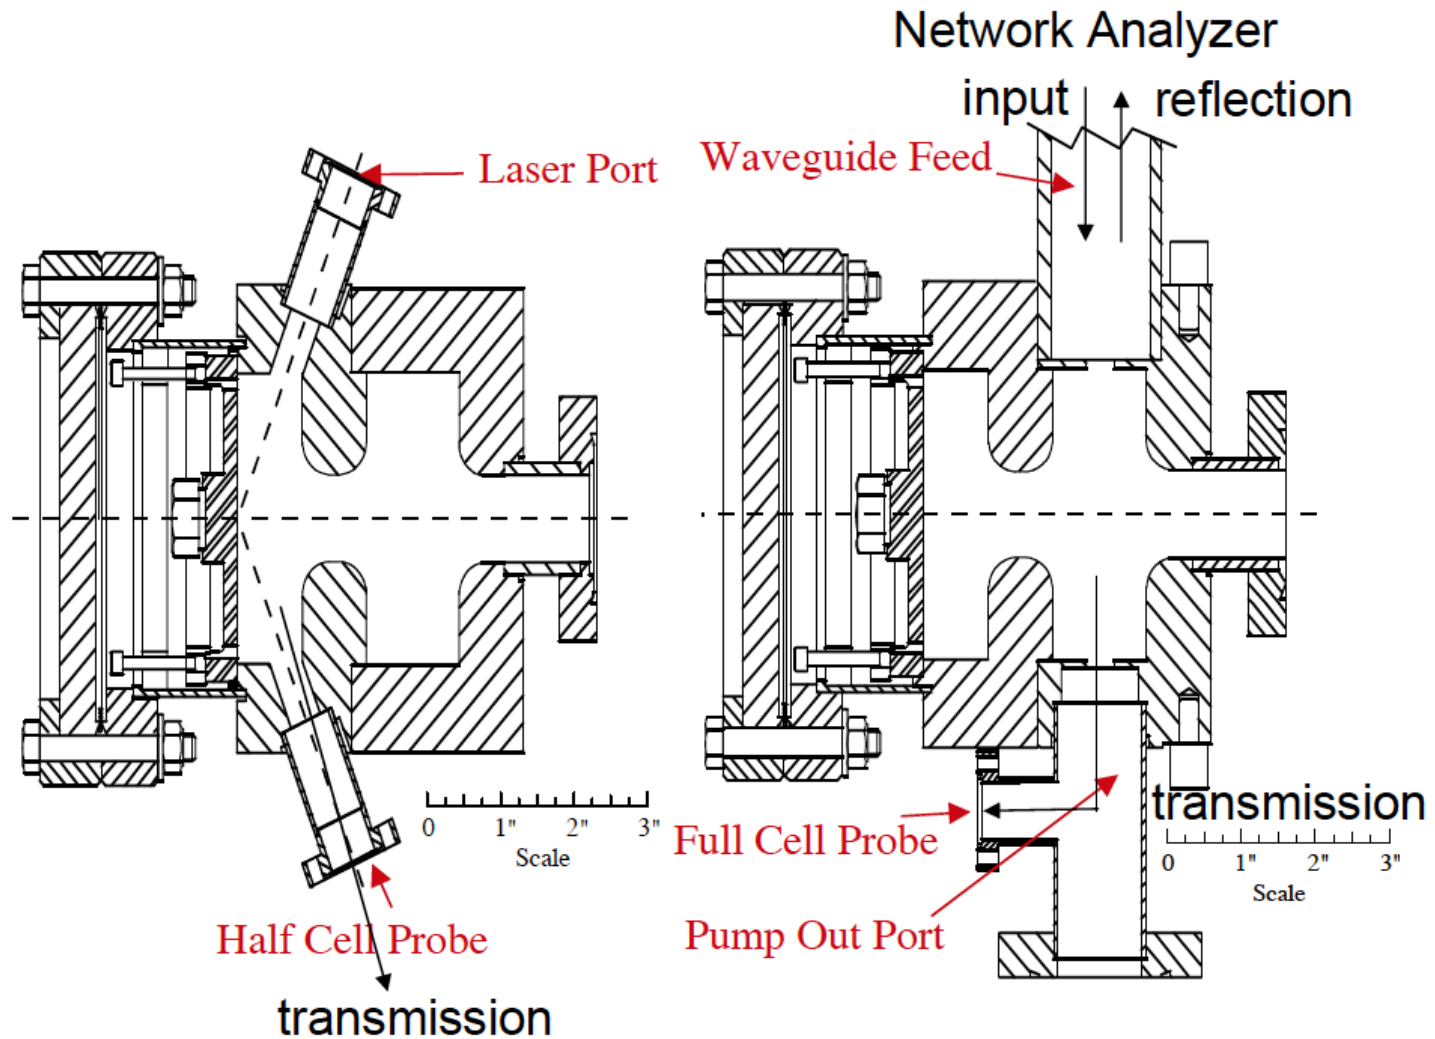 Network Analyzer
input reflection
Waveguide Feed
Laser Port
0 1" 2" 3"
Scale
Half Cell Probe
transmission
transmission
Full Cell Probe
0 1" 2" 3"
Scale
Pump Out Port